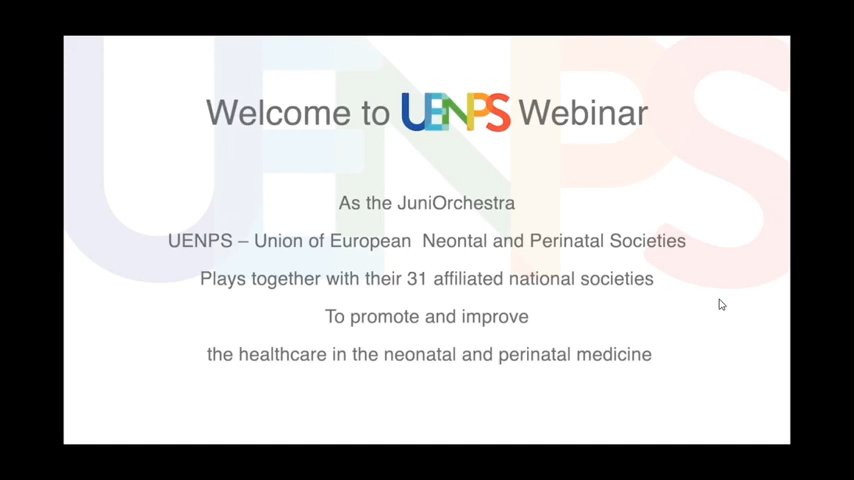 Welcome to UENPS Webinar
As the JuniOrchestra
UENPS – Union of European Neontal and Perinatal Societies
Plays together with their 31 affiliated national societies
To promote and improve
the healthcare in the neonatal and perinatal medicine